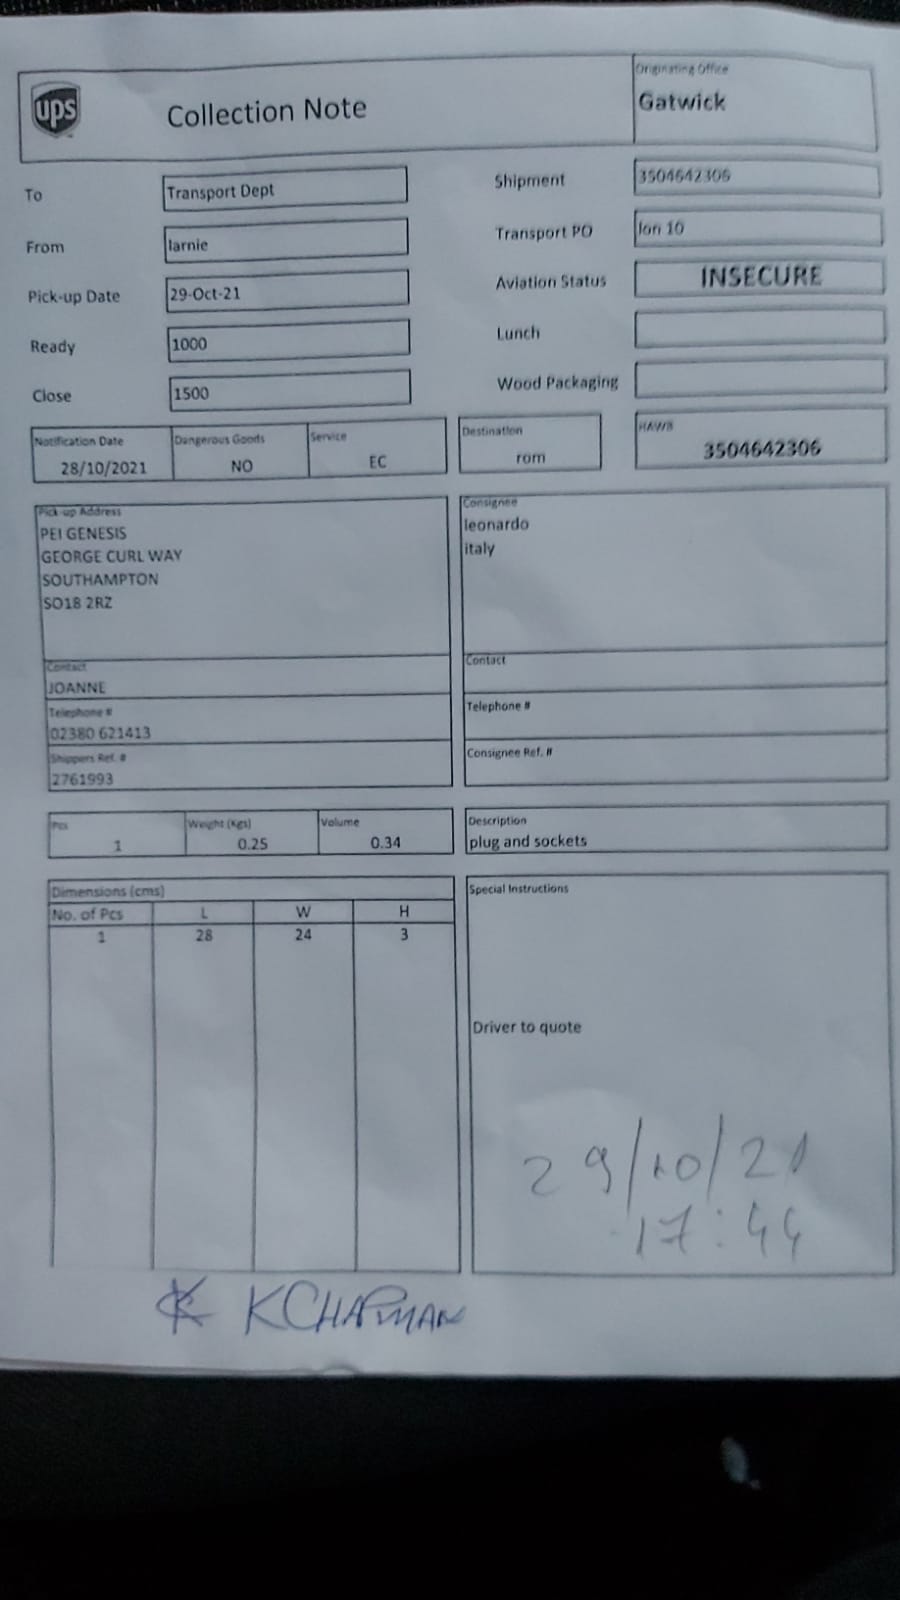 ups
Collection Note
Originating Office
Gatwick
To
Transport Dept
Shipment
3504642306
From
larnie
Transport PO
lon 10
Pick-up Date
29-Oct-21
Aviation Status
INSECURE
Ready
1000
Lunch
Close
1500
Wood Packaging
Notification Date
28/10/2021
Dangerous Goods
NO
Service
EC
Destination
rom
HAWB
3504642306
Pick-up Address
PEI GENESIS
GEORGE CURL WAY
SOUTHAMPTON
SO18 2RZ
Contact
JOANNE
Telephone #
02380 621413
Shippers Ref. #
2761993
Consignee
leonardo
italy
Contact
Telephone #
Consignee Ref. #
Pcs
1
Weight (Kgs)
0.25
Volume
0.34
Description
plug and sockets
Dimensions (cms)
No. of Pcs L W H
1 28 24 3
Special Instructions
Driver to quote
29/10/21
17:44
K CHAPMAN